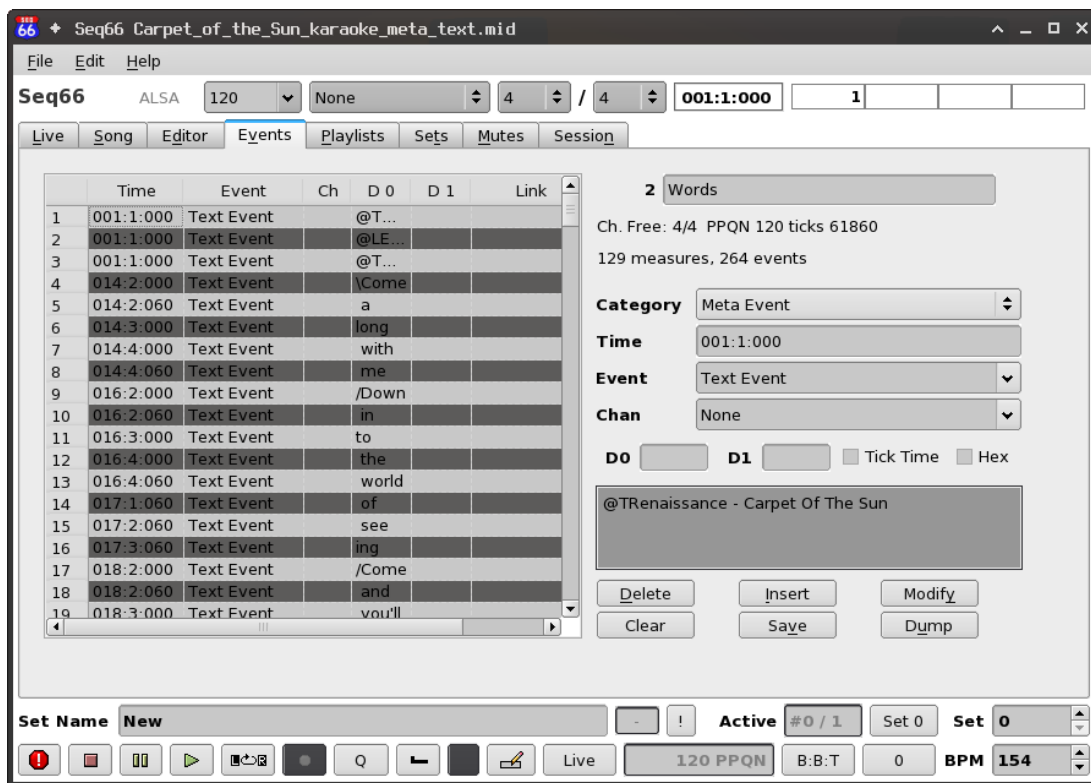 66 Seq66 Carpet_of_the_Sun_karaoke_meta_text.mid
File Edit Help
Seq66 ALSA 120 None 4 / 4 001:1:000 1
Live Song Editor Events Playlists Sets Mutes Session
Time Event Ch D 0 D 1 Link
1 001:1:000 Text Event @T...
2 001:1:000 Text Event @LE...
3 001:1:000 Text Event @T...
4 014:2:000 Text Event \Come
5 014:2:060 Text Event a
6 014:3:000 Text Event long
7 014:4:000 Text Event with
8 014:4:060 Text Event me
9 016:2:000 Text Event /Down
10 016:2:060 Text Event in
11 016:3:000 Text Event to
12 016:4:000 Text Event the
13 016:4:060 Text Event world
14 017:1:060 Text Event of
15 017:2:060 Text Event see
16 017:3:060 Text Event ing
17 018:2:000 Text Event /Come
18 018:2:060 Text Event and
19 018:3:000 Text Event you'll
2 Words
Ch. Free: 4/4 PPQN 120 ticks 61860
129 measures, 264 events
Category Meta Event
Time 001:1:000
Event Text Event
Chan None
D0 D1 Tick Time Hex
@TRenaissance - Carpet Of The Sun
Delete Insert Modify
Clear Save Dump
Set Name New - ! Active #0 / 1 Set 0 Set 0
Q Live 120 PPQN B:B:T 0 BPM 154